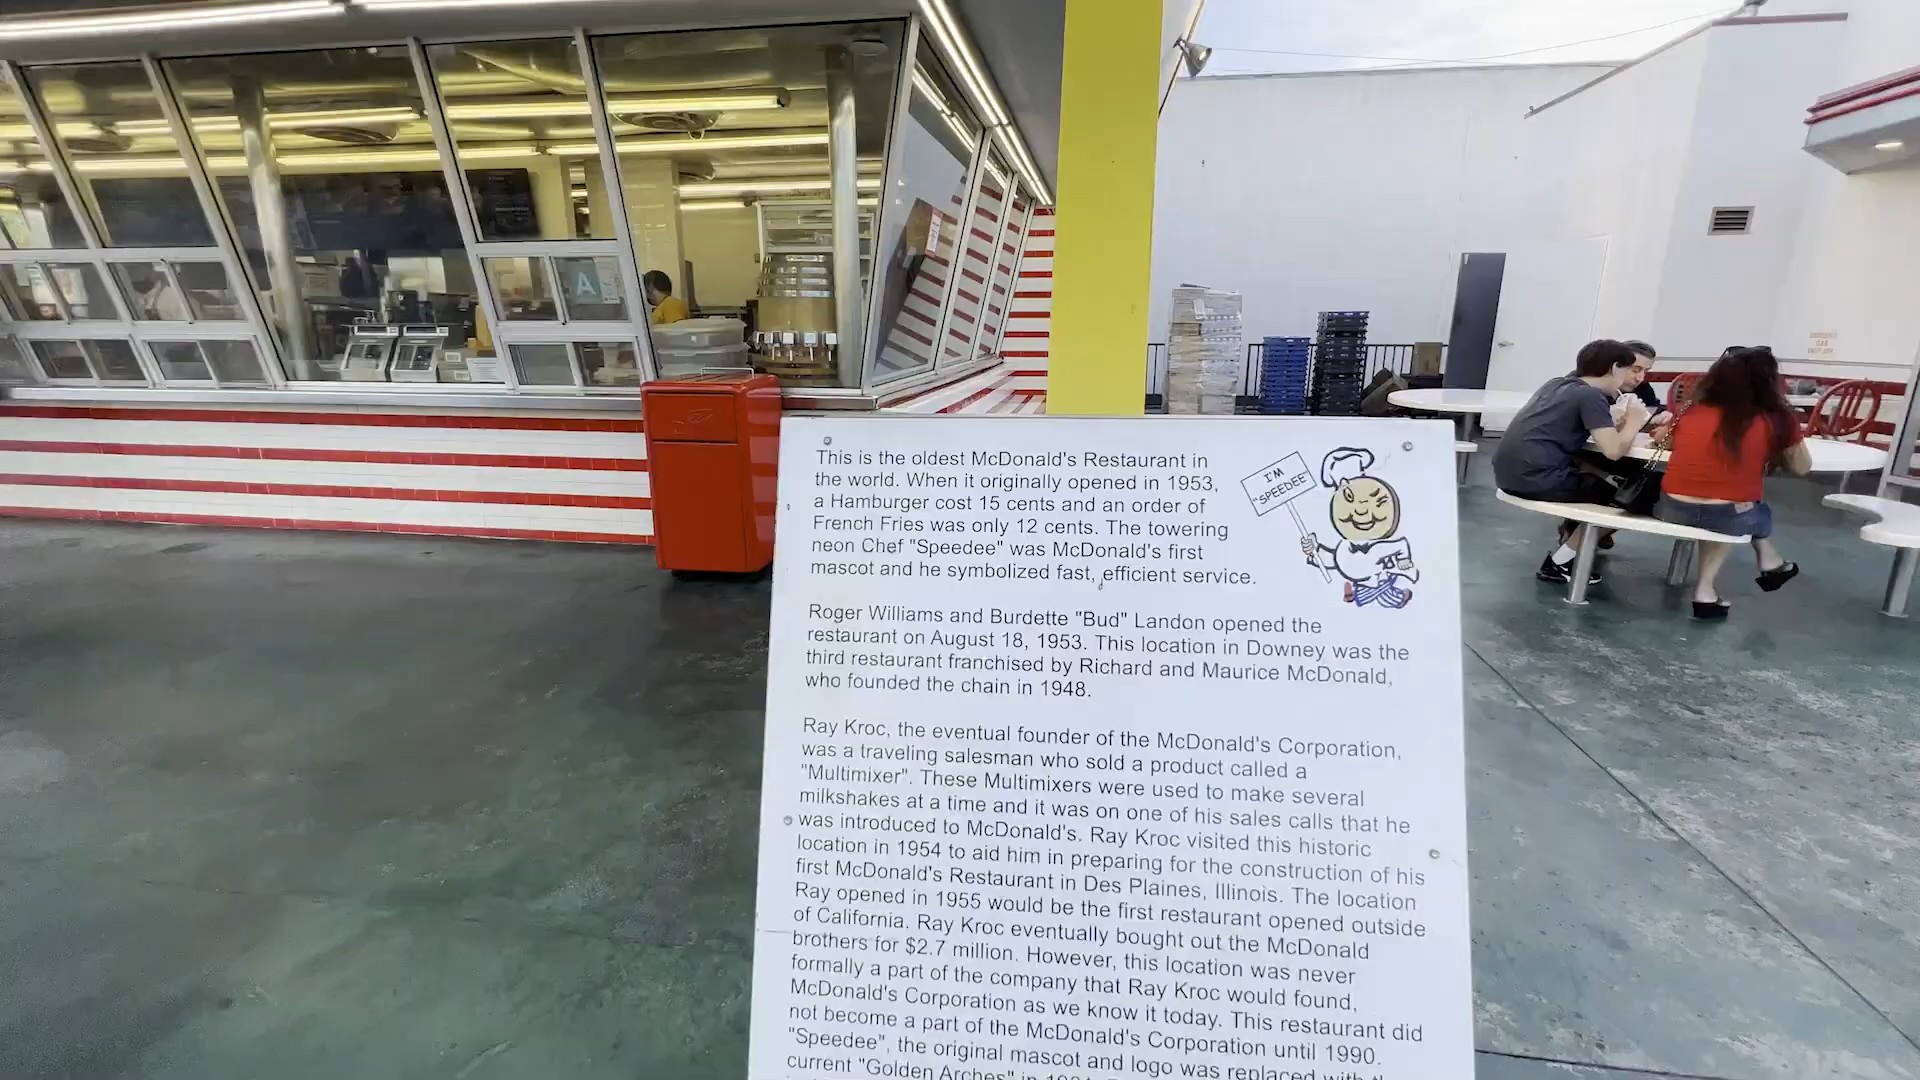 A
This is the oldest McDonald's Restaurant in
the world. When it originally opened in 1953,
a Hamburger cost 15 cents and an order of
French Fries was only 12 cents. The towering
neon Chef "Speedee" was McDonald's first
mascot and he symbolized fast, efficient service.
I'M
"SPEEDEE"
Roger Williams and Burdette "Bud" Landon opened the
restaurant on August 18, 1953. This location in Downey was the
third restaurant franchised by Richard and Maurice McDonald,
who founded the chain in 1948.
Ray Kroc, the eventual founder of the McDonald's Corporation,
was a traveling salesman who sold a product called a
"Multimixer". These Multimixers were used to make several
milkshakes at a time and it was on one of his sales calls that he
was introduced to McDonald's. Ray Kroc visited this historic
location in 1954 to aid him in preparing for the construction of his
first McDonald's Restaurant in Des Plaines, Illinois. The location
Ray opened in 1955 would be the first restaurant opened outside
of California. Ray Kroc eventually bought out the McDonald
brothers for $2.7 million. However, this location was never
formally a part of the company that Ray Kroc would found,
McDonald's Corporation as we know it today. This restaurant did
not become a part of the McDonald's Corporation until 1990.
"Speedee", the original mascot and logo was replaced with
current "Golden Arches" in